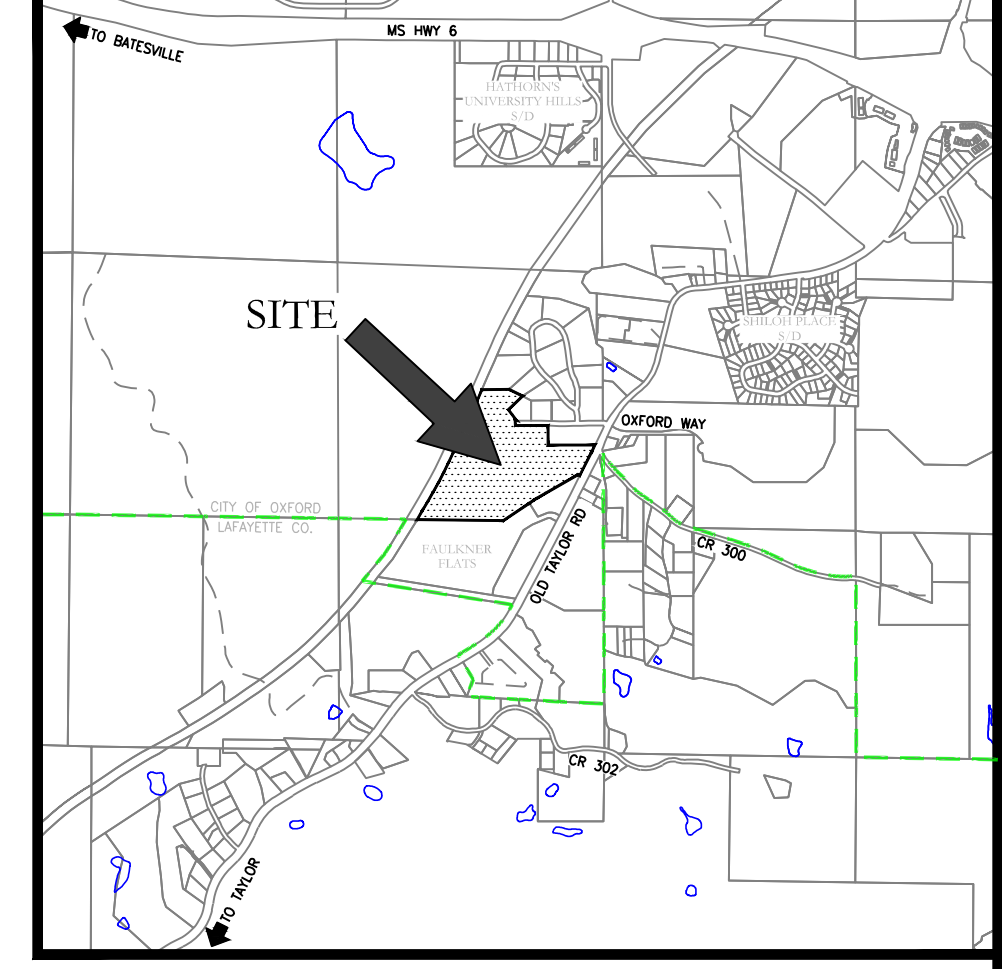 MS HWY 6
TO BATESVILLE
HATHORN'S
UNIVERSITY HILLS
S/D
SITE
SHILOH PLACE
S/D
OXFORD WAY
CITY OF OXFORD
LAFAYETTE CO.
FAULKNER
FLATS
OLD TAYLOR RD
CR 300
CR 302
TO TAYLOR